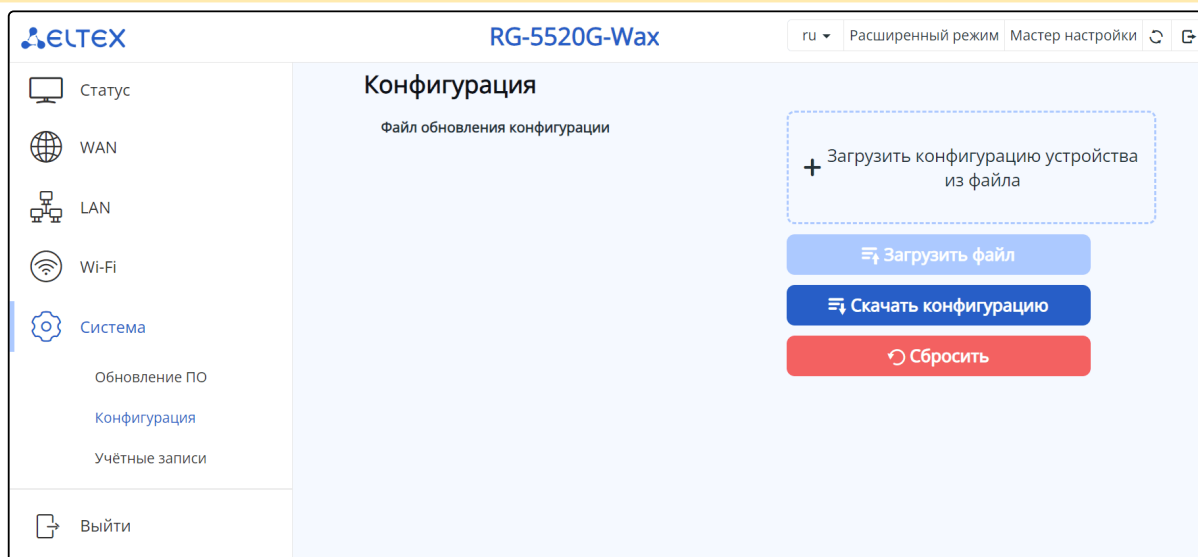 ELTEX
RG-5520G-Wax
ru
Расширенный режим
Мастер настройки
Статус
WAN
LAN
Wi-Fi
Система
Обновление ПО
Конфигурация
Учётные записи
Выйти
Конфигурация
Файл обновления конфигурации
Загрузить конфигурацию устройства
из файла
Загрузить файл
Скачать конфигурацию
Сбросить